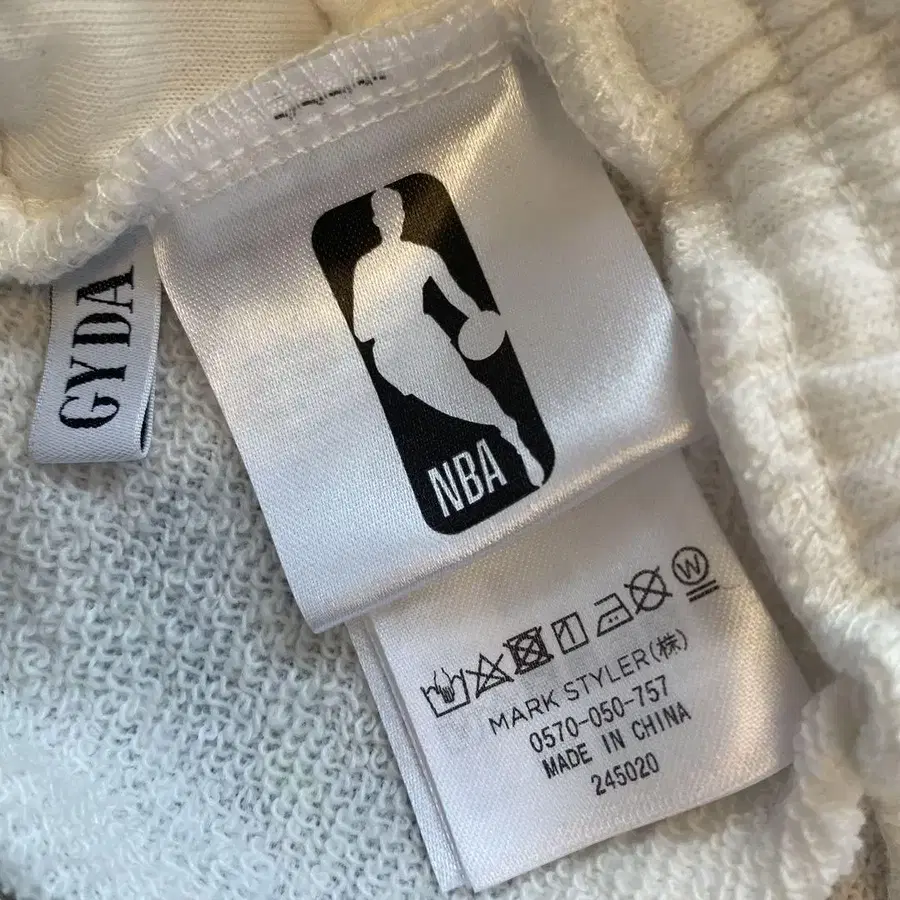 GYDA
NBA
W
MARK STYLER(株)
0570-050-757
MADE IN CHINA
245020